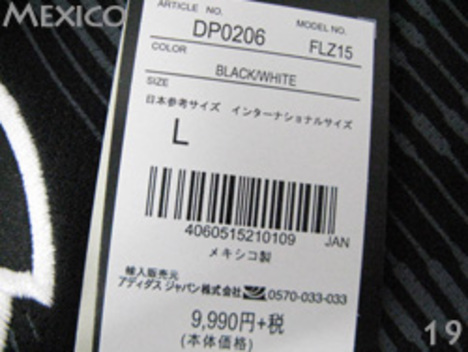 MEXICO
ARTICLE NO. MODEL NO.
DP0206 FLZ15
COLOR
BLACK/WHITE
SIZE
日本参考サイズ インターナショナルサイズ
L
4060515210109 JAN
メキシコ製
輸入販売元
アディダス ジャパン株式会社 0570-033-033
9,990円+税
(本体価格)
19